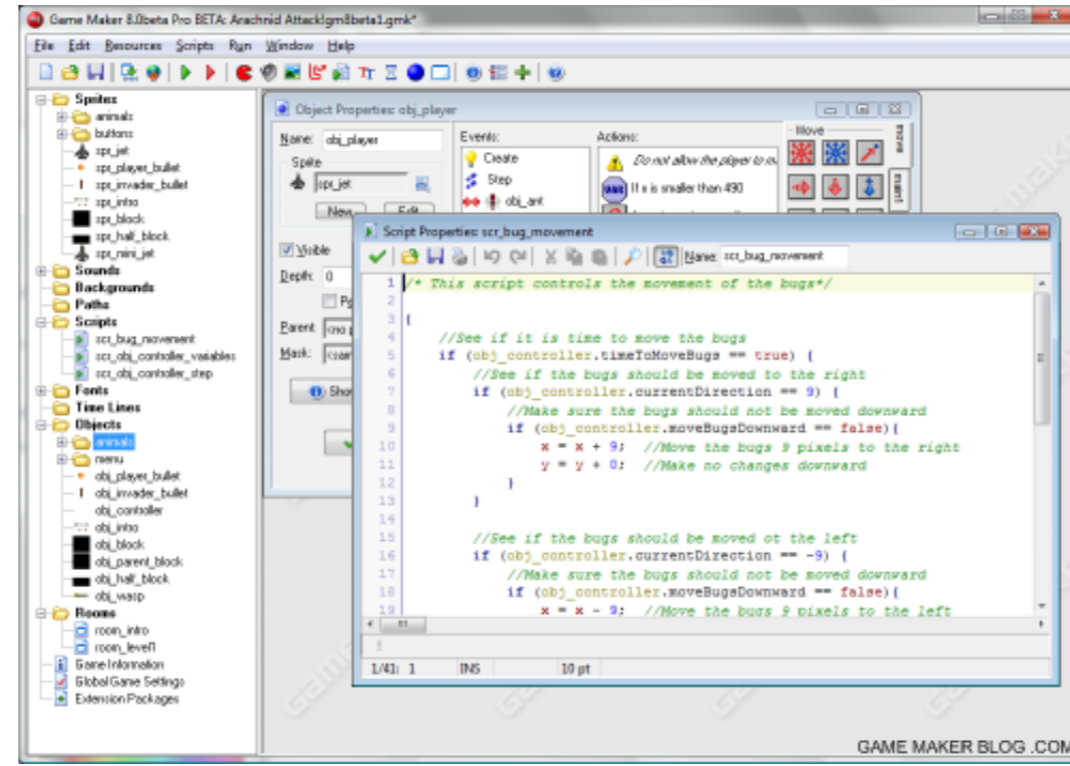 Game Maker 8.0beta Pro BETA: Arachnid Attack!gm8beta1.gmk*
File Edit Resources Scripts Run Window Help
Sprites
animals
buttons
spr_jet
spr_player_bullet
spr_invader_bullet
spr_intro
spr_block
spr_half_block
spr_mini_jet
Sounds
Backgrounds
Paths
Scripts
scr_bug_movement
scr_obj_controller_variables
scr_obj_controller_step
Fonts
Time Lines
Objects
animals
menu
obj_player_bullet
obj_invader_bullet
obj_controller
obj_intro
obj_block
obj_parent_block
obj_half_block
obj_wasp
Rooms
room_intro
room_level1
Game Information
Global Game Settings
Extension Packages
Object Properties: obj_player
Name: obj_player
Sprite
spr_jet
New Edit
Visible
Depth: 0
Parent
Mask:
Show
Events:
Create
Step
obj_ant
Actions:
Do not allow the player to
VAR If x is smaller than 490
Move
move
main1
Script Properties: scr_bug_movement
Name: scr_bug_movement
1 /* This script controls the movement of the bugs*/
2
3 {
4 //See if it is time to move the bugs
5 if (obj_controller.timeToMoveBugs == true) {
6 //See if the bugs should be moved to the right
7 if (obj_controller.currentDirection == 9) {
8 //Make sure the bugs should not be moved downward
9 if (obj_controller.moveBugsDownward == false){
10 x = x + 9; //Move the bugs 9 pixels to the right
11 y = y + 0; //Make no changes downward
12 }
13 }
14
15 //See if the bugs should be moved ot the left
16 if (obj_controller.currentDirection == -9) {
17 //Make sure the bugs should not be moved downward
18 if (obj_controller.moveBugsDownward == false){
19 x = x - 9; //Move the bugs 9 pixels to the left
1/41: 1 INS 10 pt
GAME MAKER BLOG .COM